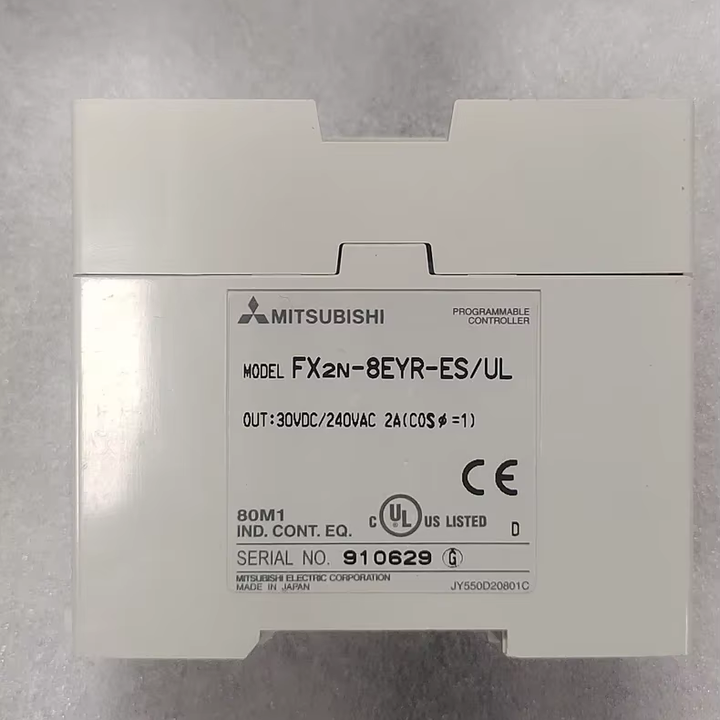 MITSUBISHI
PROGRAMMABLE
CONTROLLER
MODEL FX2N-8EYR-ES/UL
OUT:30VDC/240VAC 2A(COSφ=1)
CE
80M1
IND. CONT. EQ.
C UL US LISTED D
SERIAL NO. 910629 G
MITSUBISHI ELECTRIC CORPORATION
MADE IN JAPAN
JY550D20801C